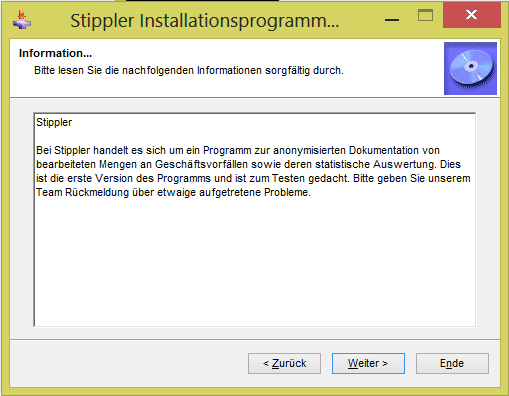 Stippler Installationsprogramm...
Information...
Bitte lesen Sie die nachfolgenden Informationen sorgfältig durch.
Stippler
Bei Stippler handelt es sich um ein Programm zur anonymisierten Dokumentation von
bearbeiteten Mengen an Geschäftsvorfällen sowie deren statistische Auswertung. Dies
ist die erste Version des Programms und ist zum Testen gedacht. Bitte geben Sie unserem
Team Rückmeldung über etwaige aufgetretene Probleme.
< Zurück Weiter > Ende